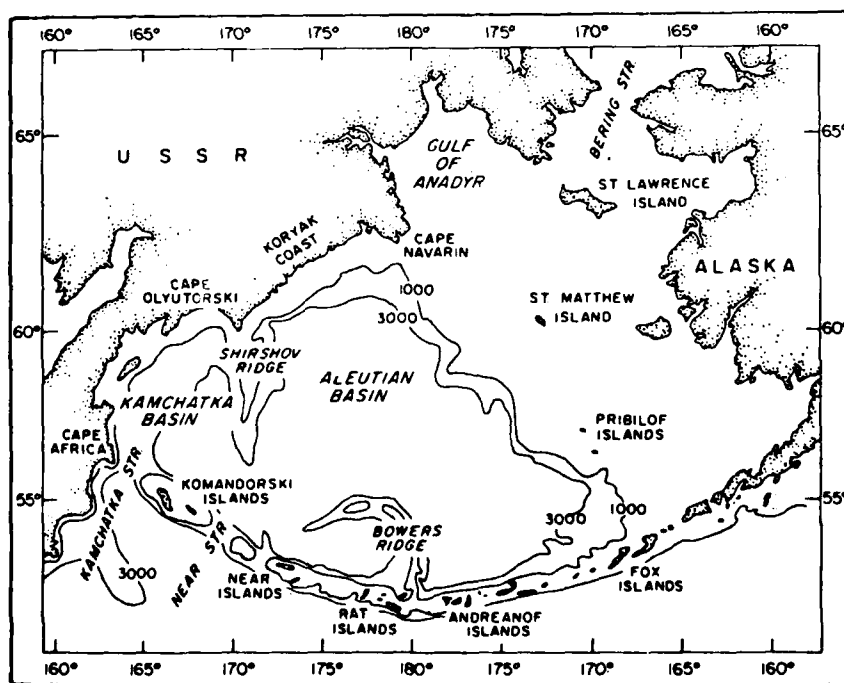 160° 165° 170° 175° 180° 175° 170° 165° 160°
65° 65°
U S S R
GULF
OF
ANADYR
BERING STR
ST LAWRENCE
ISLAND
KORYAK
COAST
CAPE
NAVARIN
ALASKA
CAPE
OLYUTORSKI
1000
3000
ST MATTHEW
ISLAND
60° 60°
SHIRSHOV
RIDGE
ALEUTIAN
BASIN
KAMCHATKA
BASIN
CAPE
AFRICA
PRIBILOF
ISLANDS
KAMCHATKA STR
KOMANDORSKI
ISLANDS
55° 55°
3000
1000
BOWERS
RIDGE
3000
NEAR STR
NEAR
ISLANDS
RAT
ISLANDS
ANDREANOF
ISLANDS
FOX
ISLANDS
160° 165° 170° 175° 180° 175° 170° 165° 160°